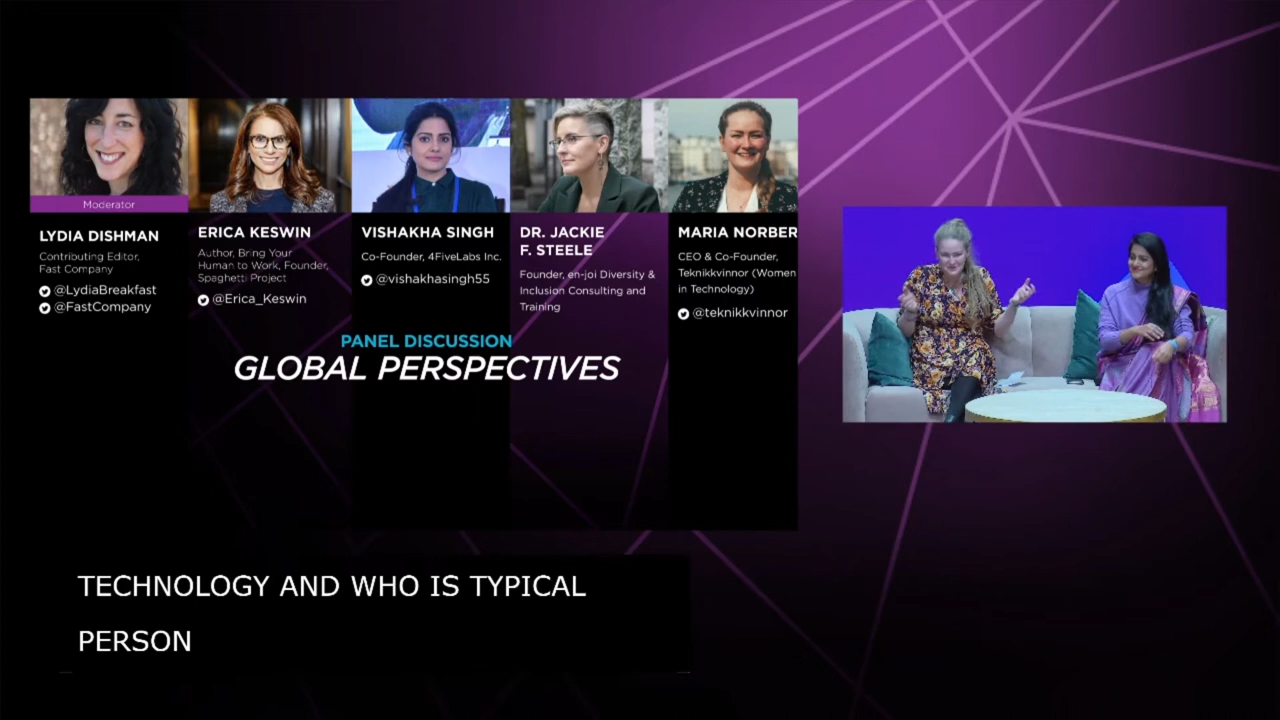 Moderator
LYDIA DISHMAN
Contributing Editor,
Fast Company
@LydiaBreakfast
@FastCompany
ERICA KESWIN
Author, Bring Your
Human to Work, Founder,
Spaghetti Project
@Erica_Keswin
VISHAKHA SINGH
Co-Founder, 4FiveLabs Inc.
@vishakhasingh55
DR. JACKIE
F. STEELE
Founder, en-joi Diversity &
Inclusion Consulting and
Training
MARIA NORBER
CEO & Co-Founder,
Teknikkvinnor (Women
in Technology)
@teknikkvinnor
PANEL DISCUSSION
GLOBAL PERSPECTIVES
TECHNOLOGY AND WHO IS TYPICAL
PERSON